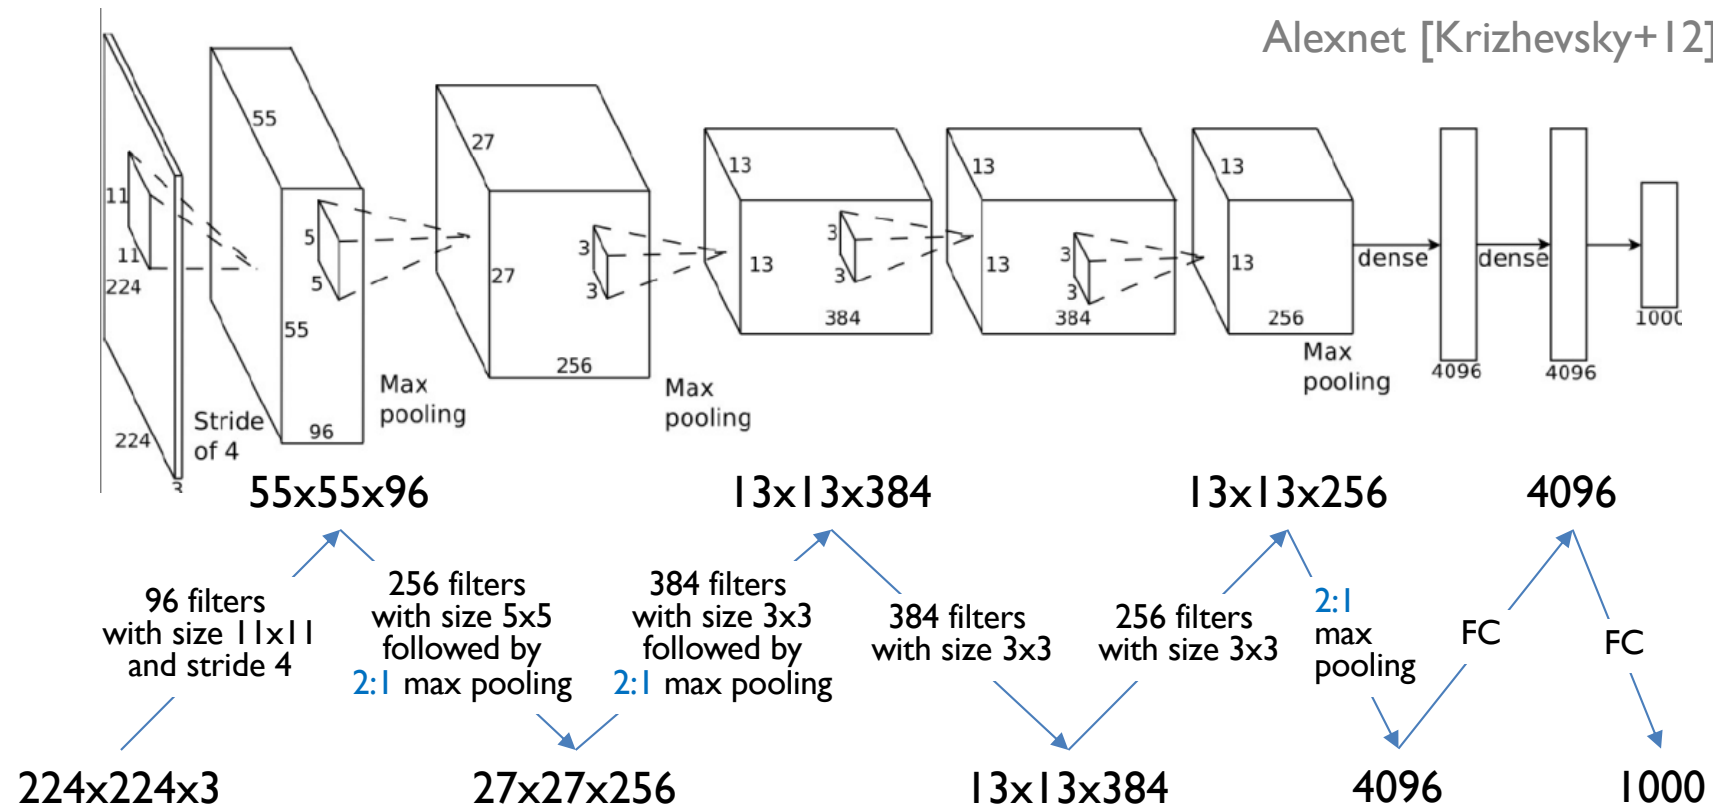 Alexnet [Krizhevsky+12]
55
11
11
224
224
3
Stride
of 4
5
5
55
96
Max
pooling
27
27
3
3
256
Max
pooling
13
13
3
3
384
13
13
3
3
384
13
13
256
Max
pooling
dense
4096
dense
4096
1000
55x55x96
13x13x384
13x13x256
4096
96 filters
with size 11x11
and stride 4
256 filters
with size 5x5
followed by
2:1 max pooling
384 filters
with size 3x3
followed by
2:1 max pooling
384 filters
with size 3x3
256 filters
with size 3x3
2:1
max
pooling
FC
FC
224x224x3
27x27x256
13x13x384
4096
1000